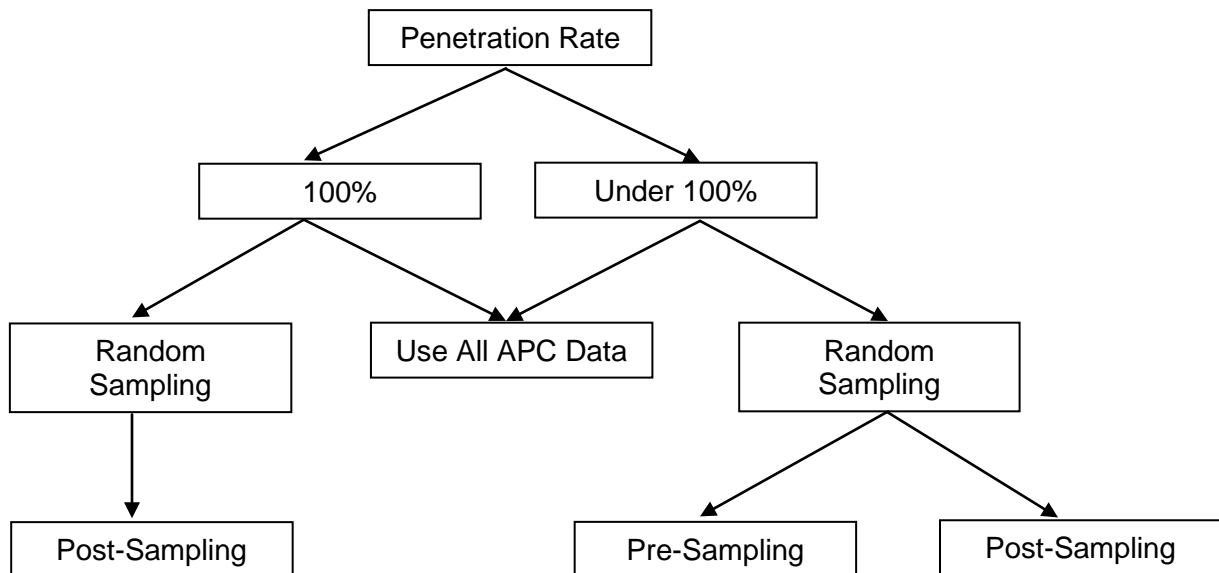 Penetration Rate
100%
Under 100%
Random
Sampling
Use All APC Data
Random
Sampling
Post-Sampling
Pre-Sampling
Post-Sampling